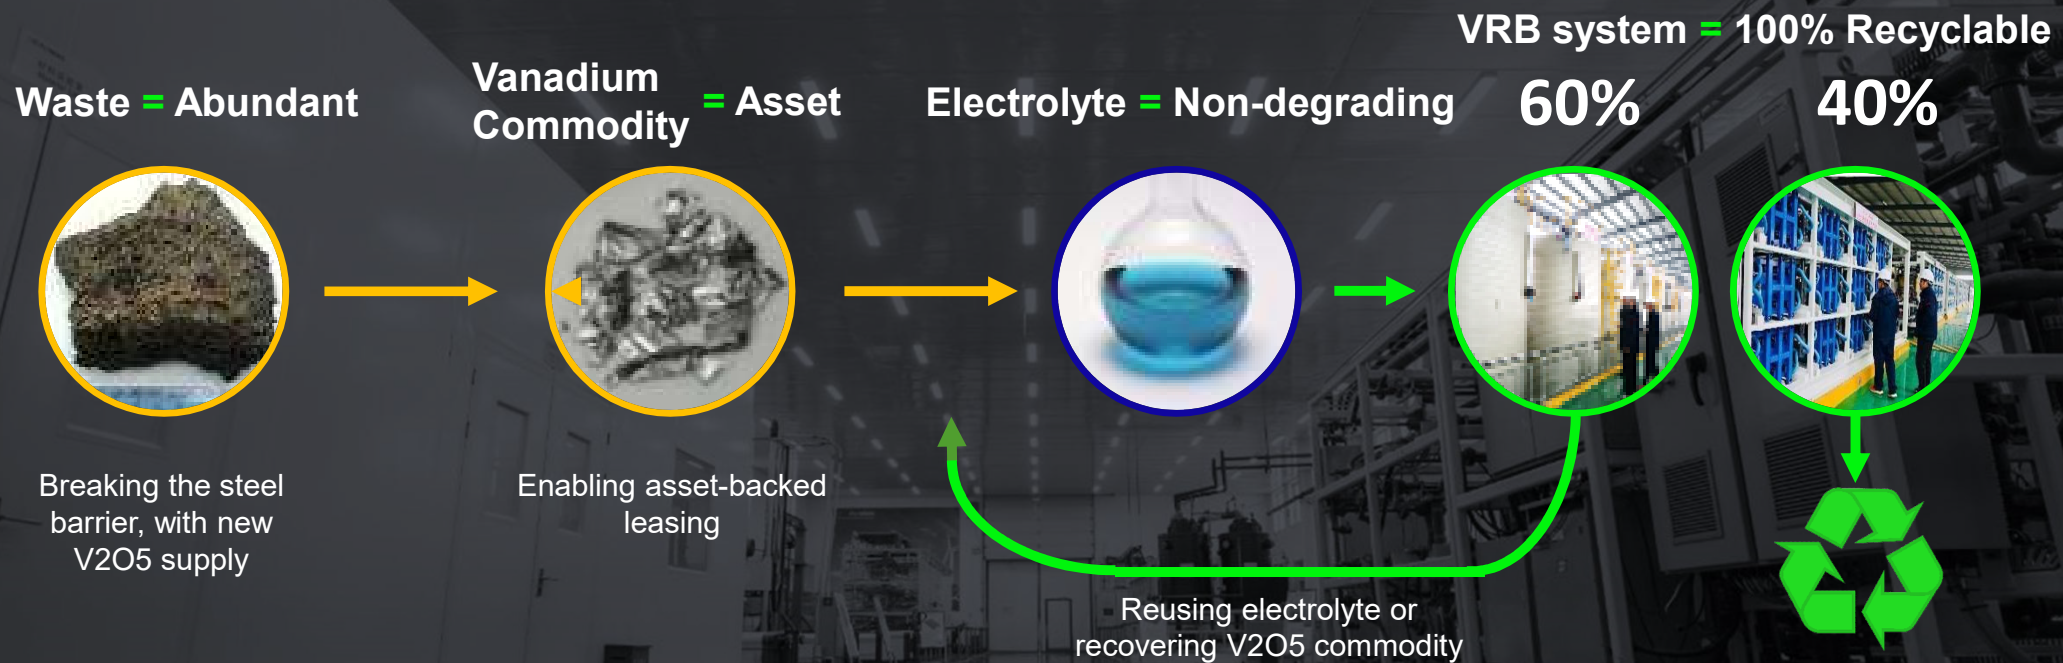 VRB system = 100% Recyclable
Waste = Abundant
Vanadium
Commodity = Asset
Electrolyte = Non-degrading
60%
40%
Breaking the steel
barrier, with new
V2O5 supply
Enabling asset-backed
leasing
Reusing electrolyte or
recovering V2O5 commodity